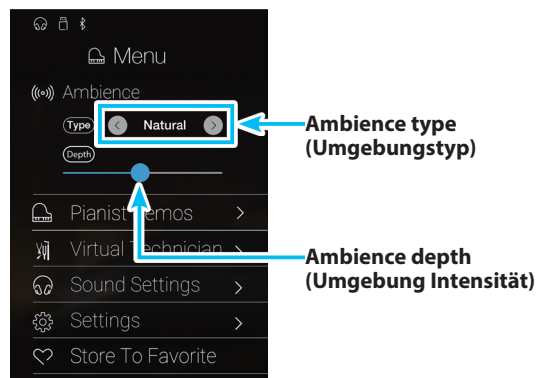 Menu
Ambience
Type
Natural
Ambience type
(Umgebungstyp)
Depth
Pianist Demos
Virtual Technician
Ambience depth
(Umgebung Intensität)
Sound Settings
Settings
Store To Favorite